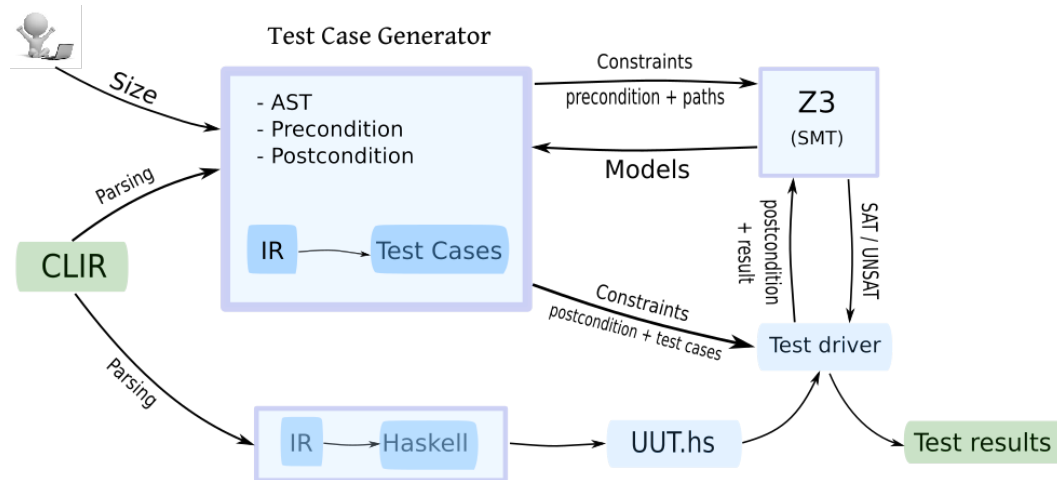 Test Case Generator
Size
- AST
- Precondition
- Postcondition
Constraints
precondition + paths
Z3
(SMT)
Models
Parsing
CLIR
IR
Test Cases
postcondition
+ result
SAT / UNSAT
Constraints
postcondition + test cases
Test driver
Parsing
IR
Haskell
UUT.hs
Test results